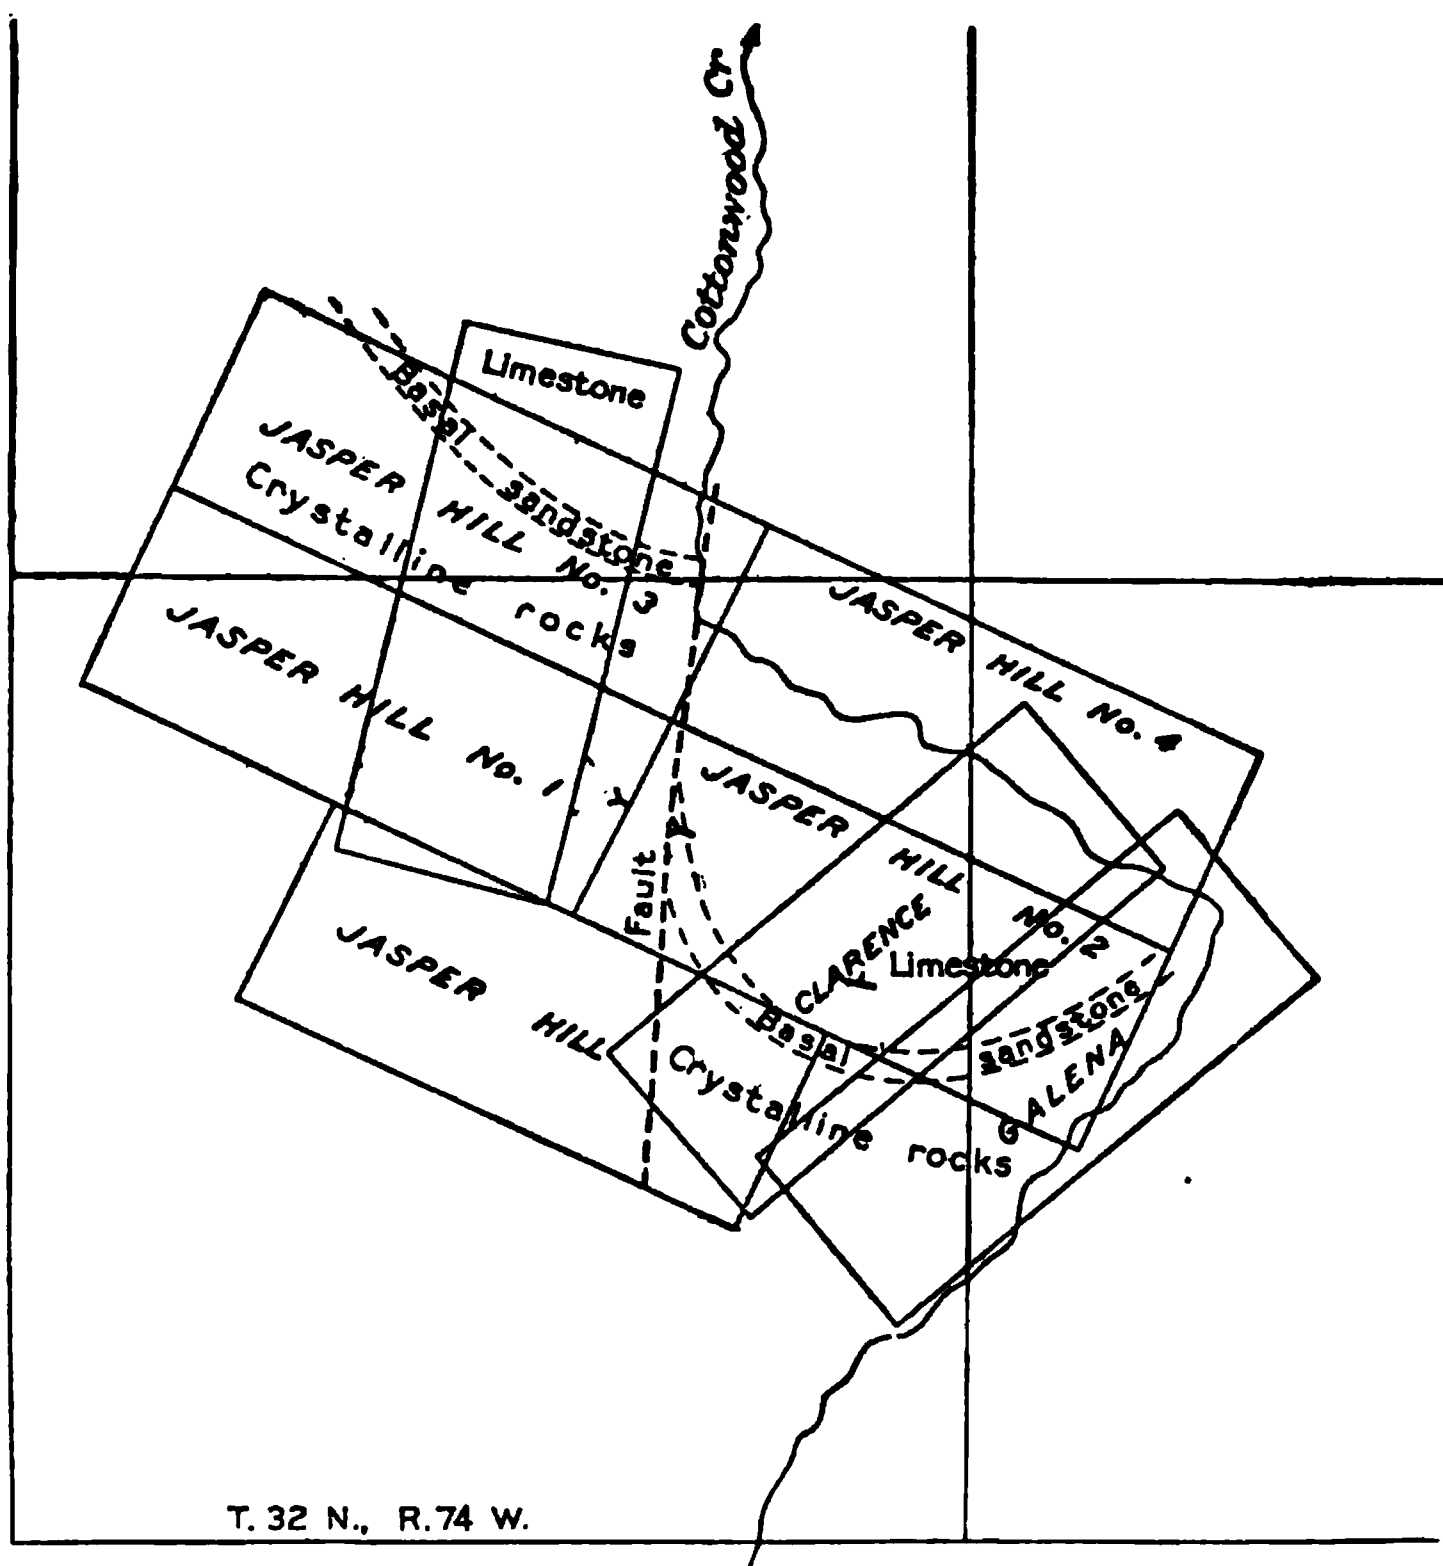 Cottonwood Cr
Limestone
Basal sandstone
JASPER HILL No. 3
Crystalline rocks
JASPER HILL No. 4
JASPER HILL No. 1
Y
JASPER HILL No. 2
Fault
CLARENCE
Limestone
JASPER HILL
Basal sandstone
GALENA
Crystalline rocks
T. 32 N., R. 74 W.